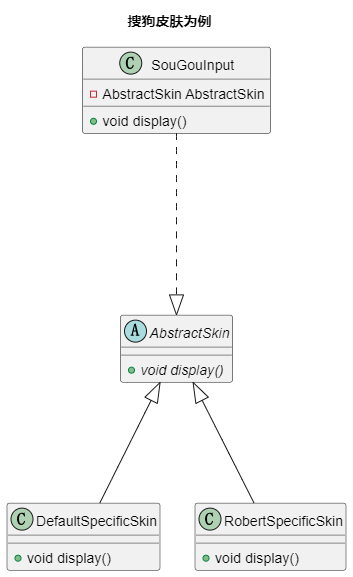 搜狗皮肤为例
C SouGouInput
AbstractSkin AbstractSkin
void display()
A AbstractSkin
void display()
C DefaultSpecificSkin
void display()
C RobertSpecificSkin
void display()